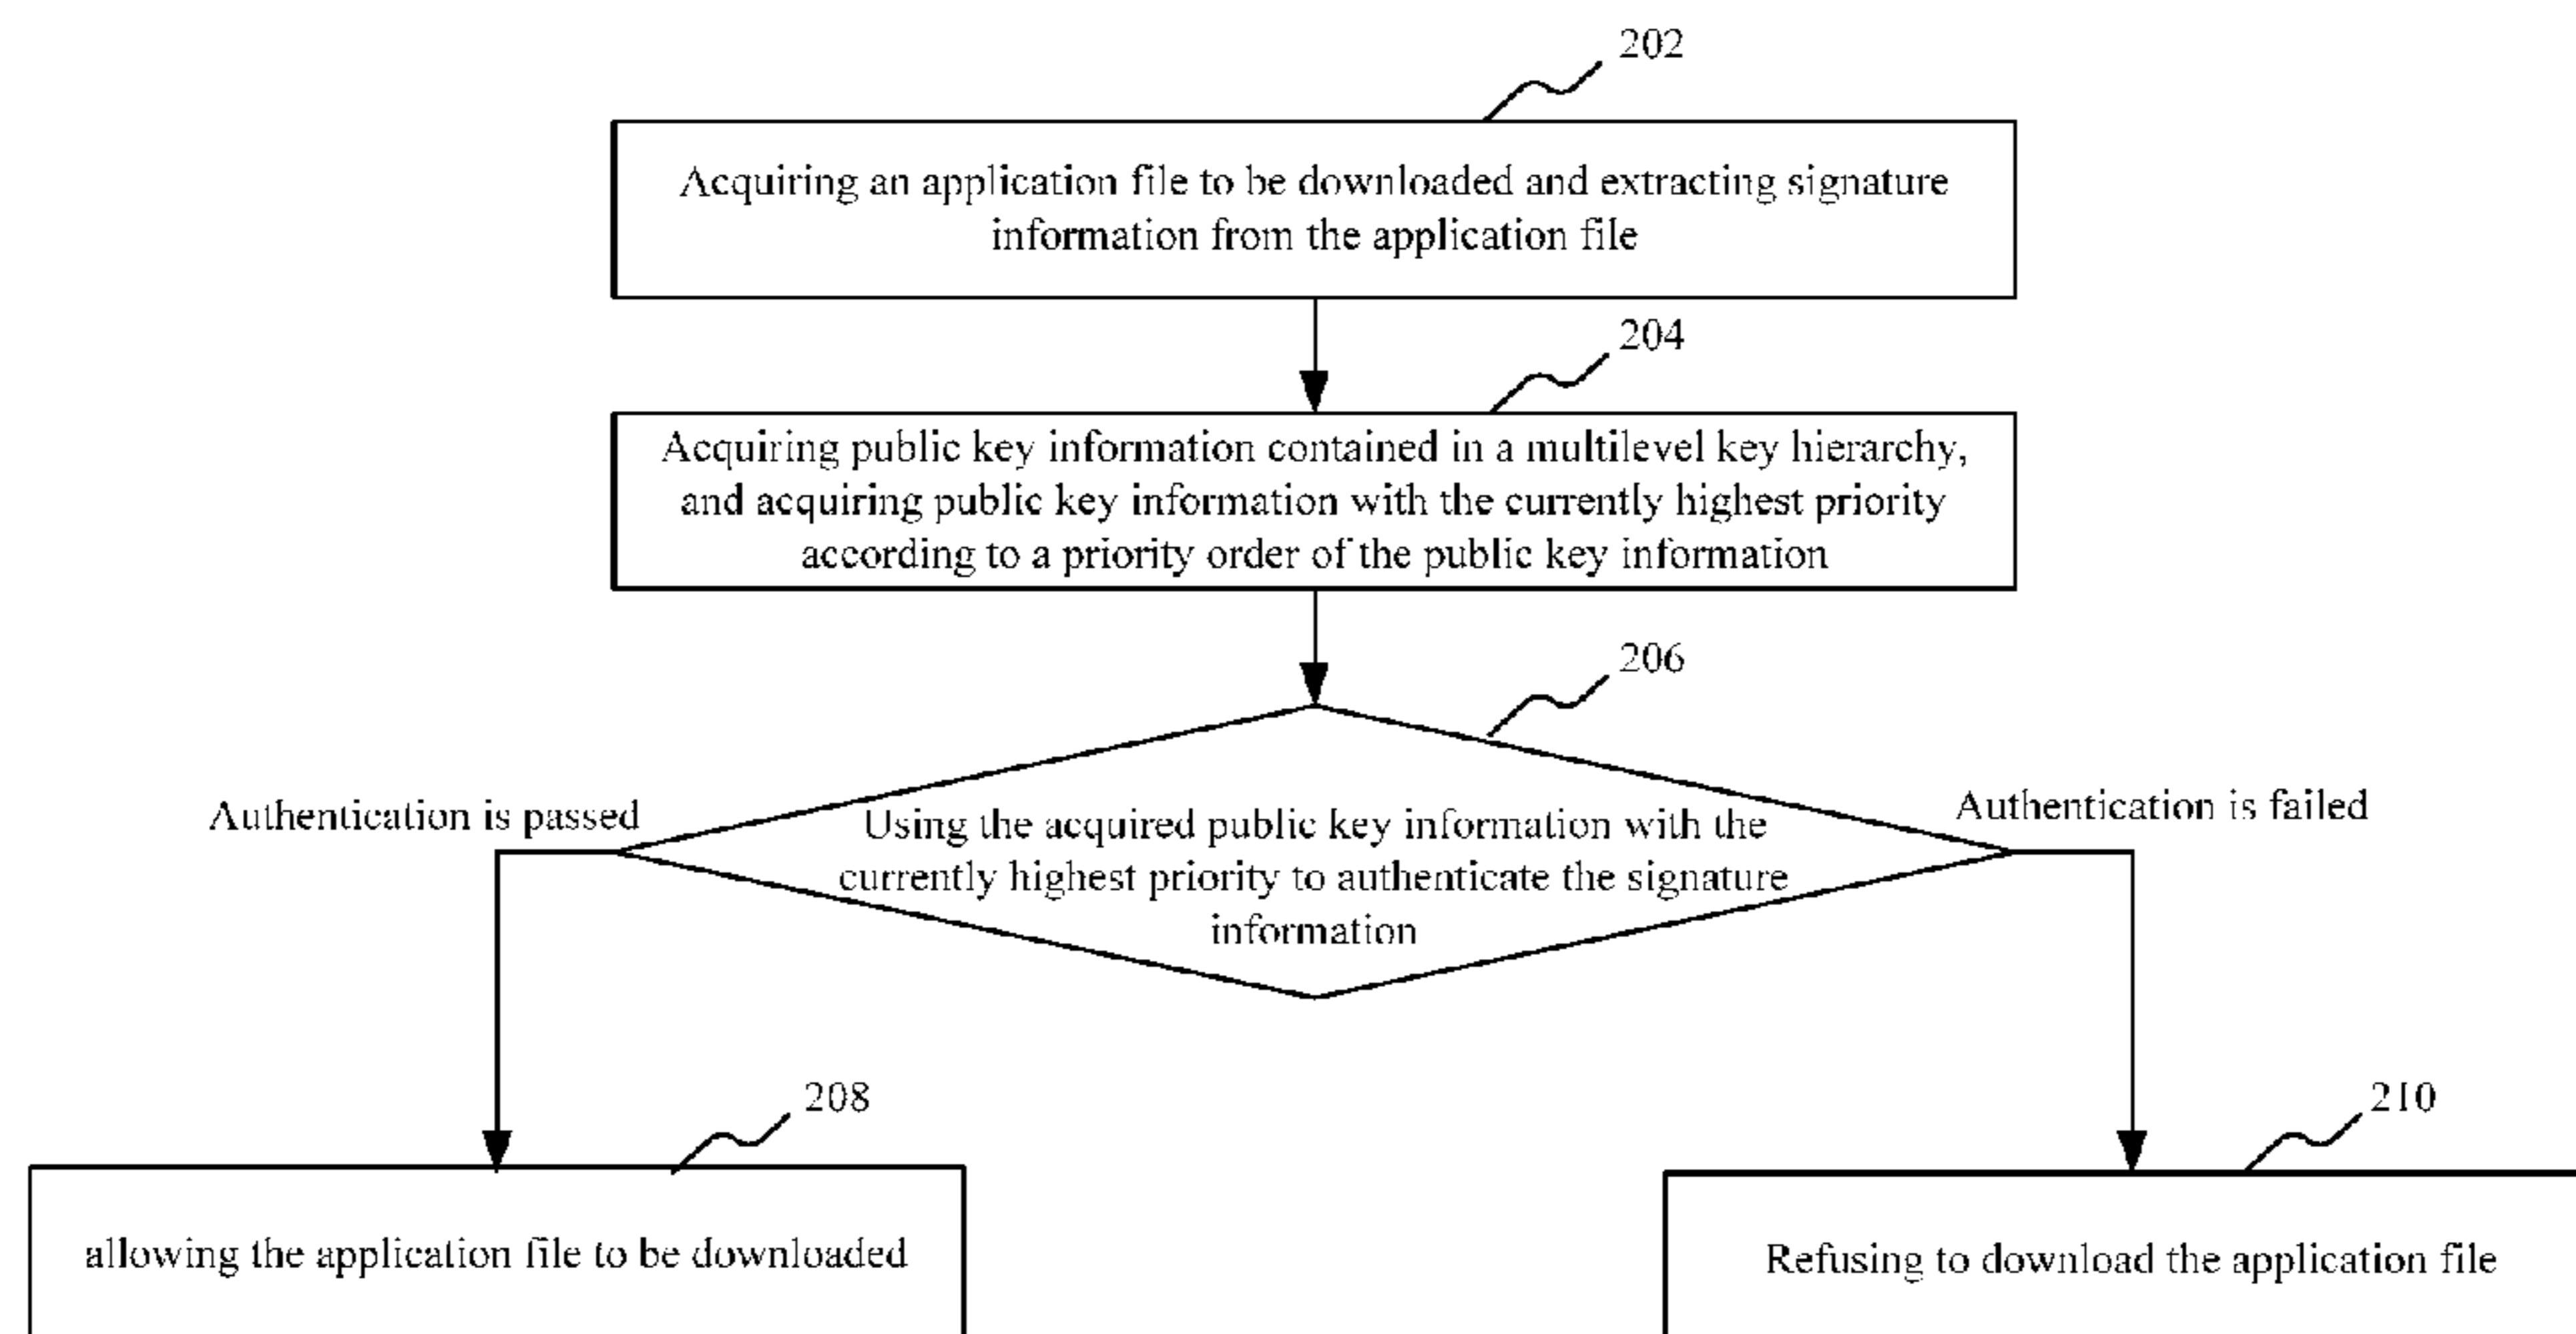 202
Acquiring an application file to be downloaded and extracting signature
information from the application file
204
Acquiring public key information contained in a multilevel key hierarchy,
and acquiring public key information with the currently highest priority
according to a priority order of the public key information
206
Authentication is passed
Authentication is failed
Using the acquired public key information with the
currently highest priority to authenticate the signature
information
208
210
allowing the application file to be downloaded
Refusing to download the application file